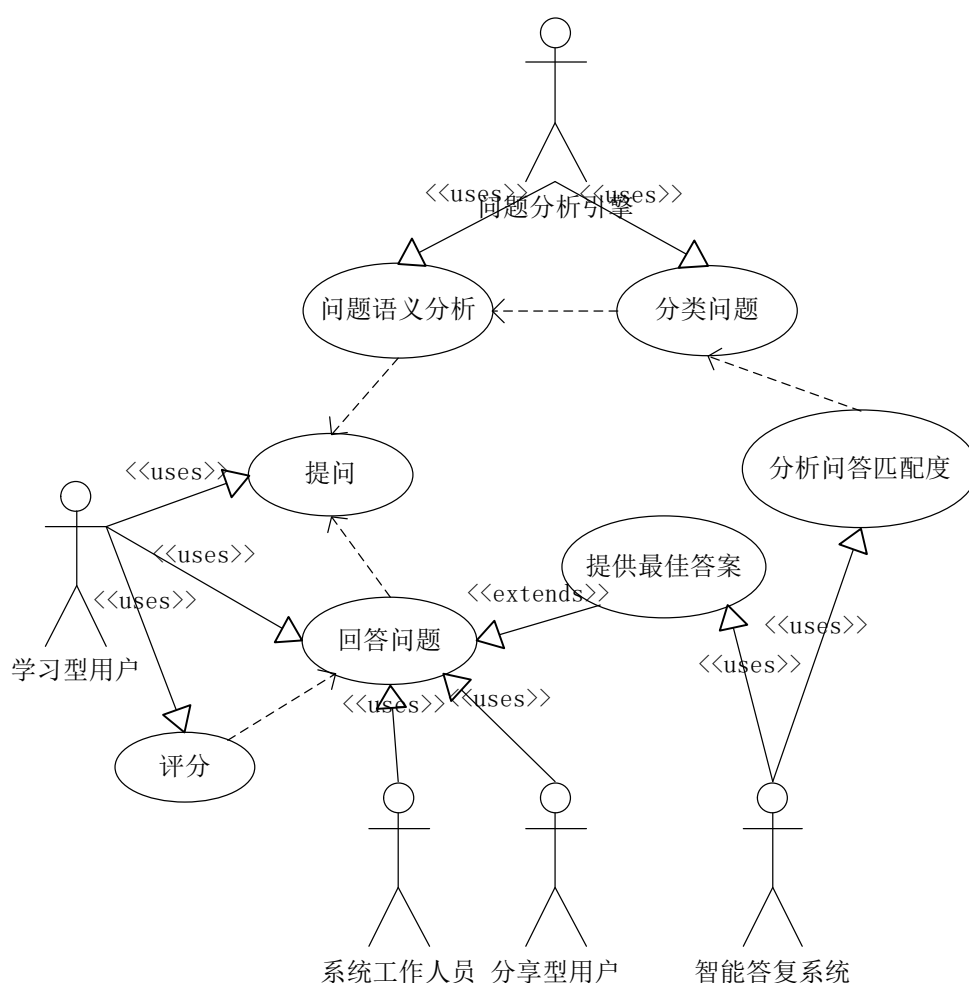 <<uses>>
<<uses>>
问题分析引擎
问题语义分析
分类问题
提问
<<uses>>
分析问答匹配度
<<uses>>
提供最佳答案
<<uses>>
<<extends>>
回答问题
<<uses>>
学习型用户
<<uses>>
<<uses>>
<<uses>>
评分
系统工作人员
分享型用户
智能答复系统